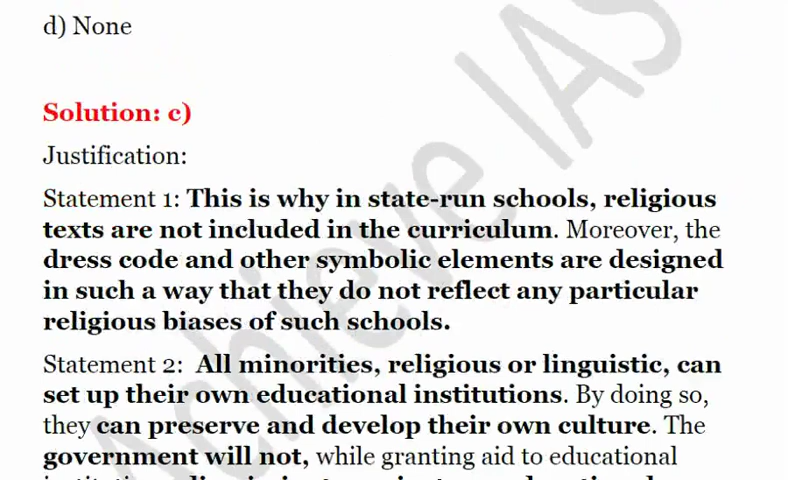 d) None
Solution: c)
Justification:
Statement 1: This is why in state-run schools, religious
texts are not included in the curriculum. Moreover, the
dress code and other symbolic elements are designed
in such a way that they do not reflect any particular
religious biases of such schools.
Statement 2: All minorities, religious or linguistic, can
set up their own educational institutions. By doing so,
they can preserve and develop their own culture. The
government will not, while granting aid to educational
Achieve IAS